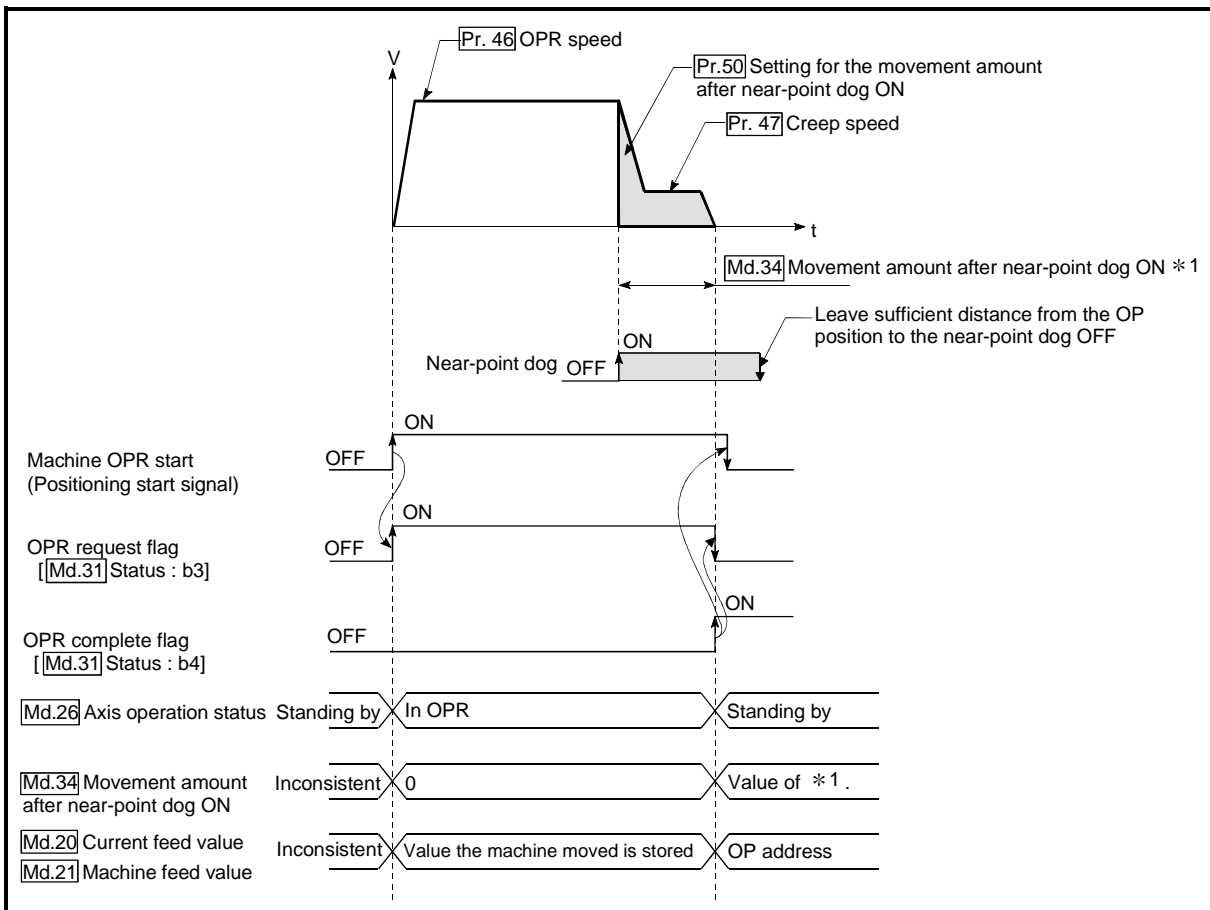 Pr. 46 OPR speed
V
Pr.50 Setting for the movement amount
after near-point dog ON
Pr. 47 Creep speed
t
Md.34 Movement amount after near-point dog ON *1
Leave sufficient distance from the OP
position to the near-point dog OFF
ON
Near-point dog OFF
ON
Machine OPR start
(Positioning start signal)
OFF
ON
OPR request flag
[Md.31 Status : b3]
OFF
ON
OPR complete flag
[Md.31 Status : b4]
OFF
Md.26 Axis operation status Standing by In OPR Standing by
Md.34 Movement amount
after near-point dog ON
Inconsistent 0 Value of *1.
Md.20 Current feed value
Md.21 Machine feed value
Inconsistent Value the machine moved is stored OP address